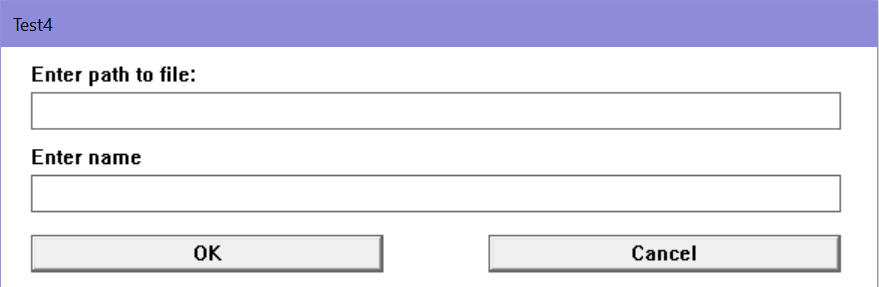 Test4
Enter path to file:
Enter name
OK
Cancel